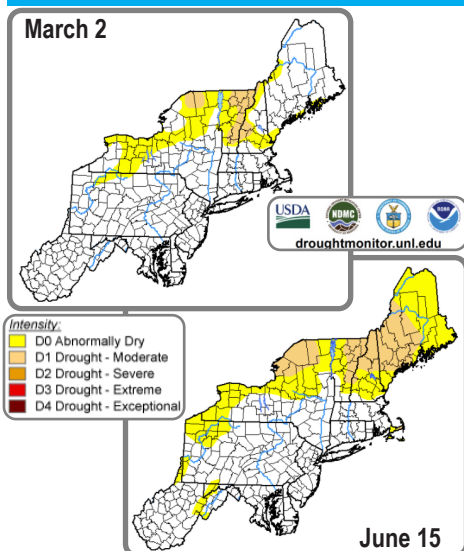 March 2
USDA NDMC NOAA
droughtmonitor.unl.edu
Intensity:
D0 Abnormally Dry
D1 Drought - Moderate
D2 Drought - Severe
D3 Drought - Extreme
D4 Drought - Exceptional
June 15